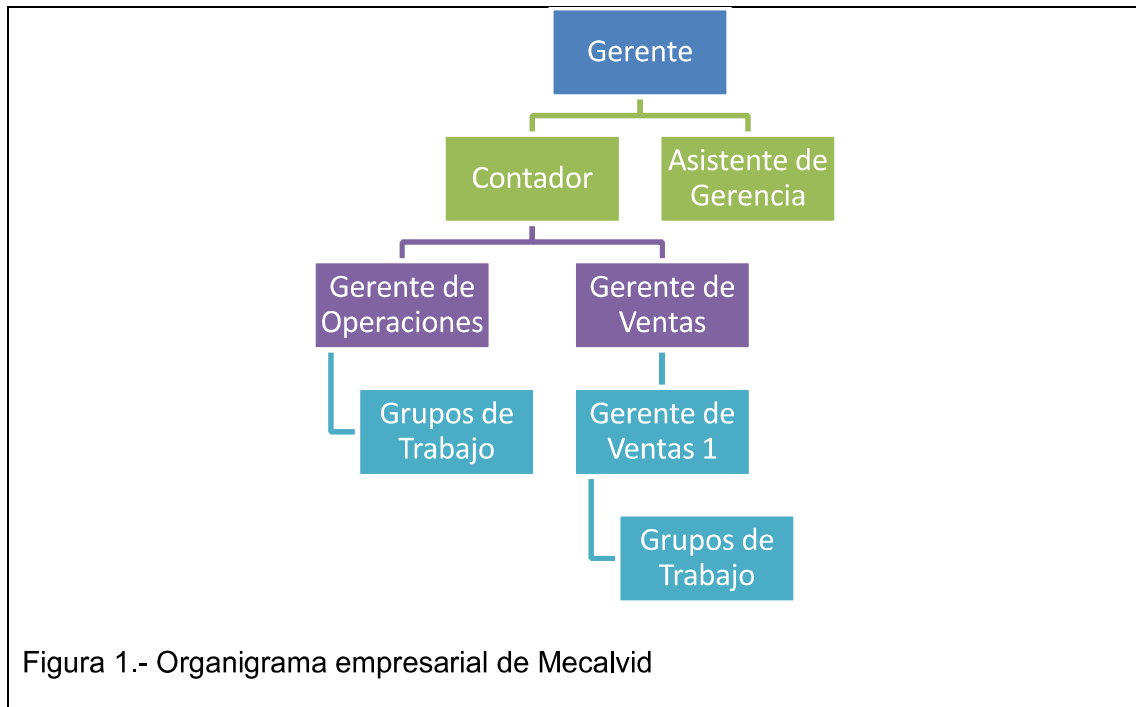 Gerente
Contador
Asistente de
Gerencia
Gerente de
Operaciones
Gerente de
Ventas
Grupos de
Trabajo
Gerente de
Ventas 1
Grupos de
Trabajo
Figura 1.- Organigrama empresarial de Mecalvid